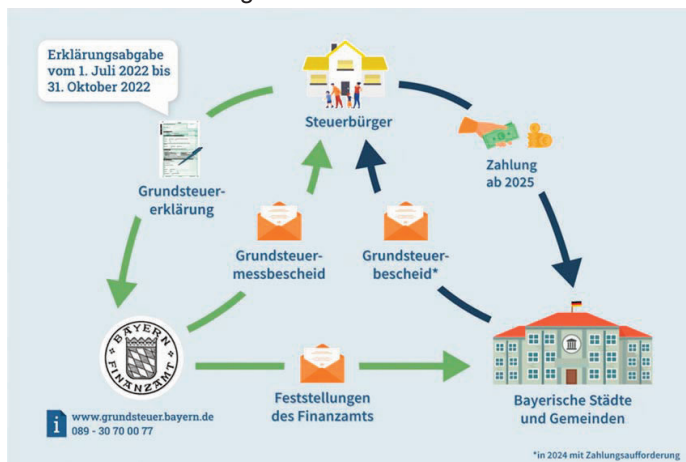 Erklärungsabgabe
vom 1. Juli 2022 bis
31. Oktober 2022
Steuerbürger
Zahlung
ab 2025
Grundsteuer-
erklärung
Grundsteuer-
messbescheid
Grundsteuer-
bescheid*
BAYERN
FINANZAMT
Feststellungen
des Finanzamts
Bayerische Städte
und Gemeinden
i
www.grundsteuer.bayern.de
089 - 30 70 00 77
*in 2024 mit Zahlungsaufforderung